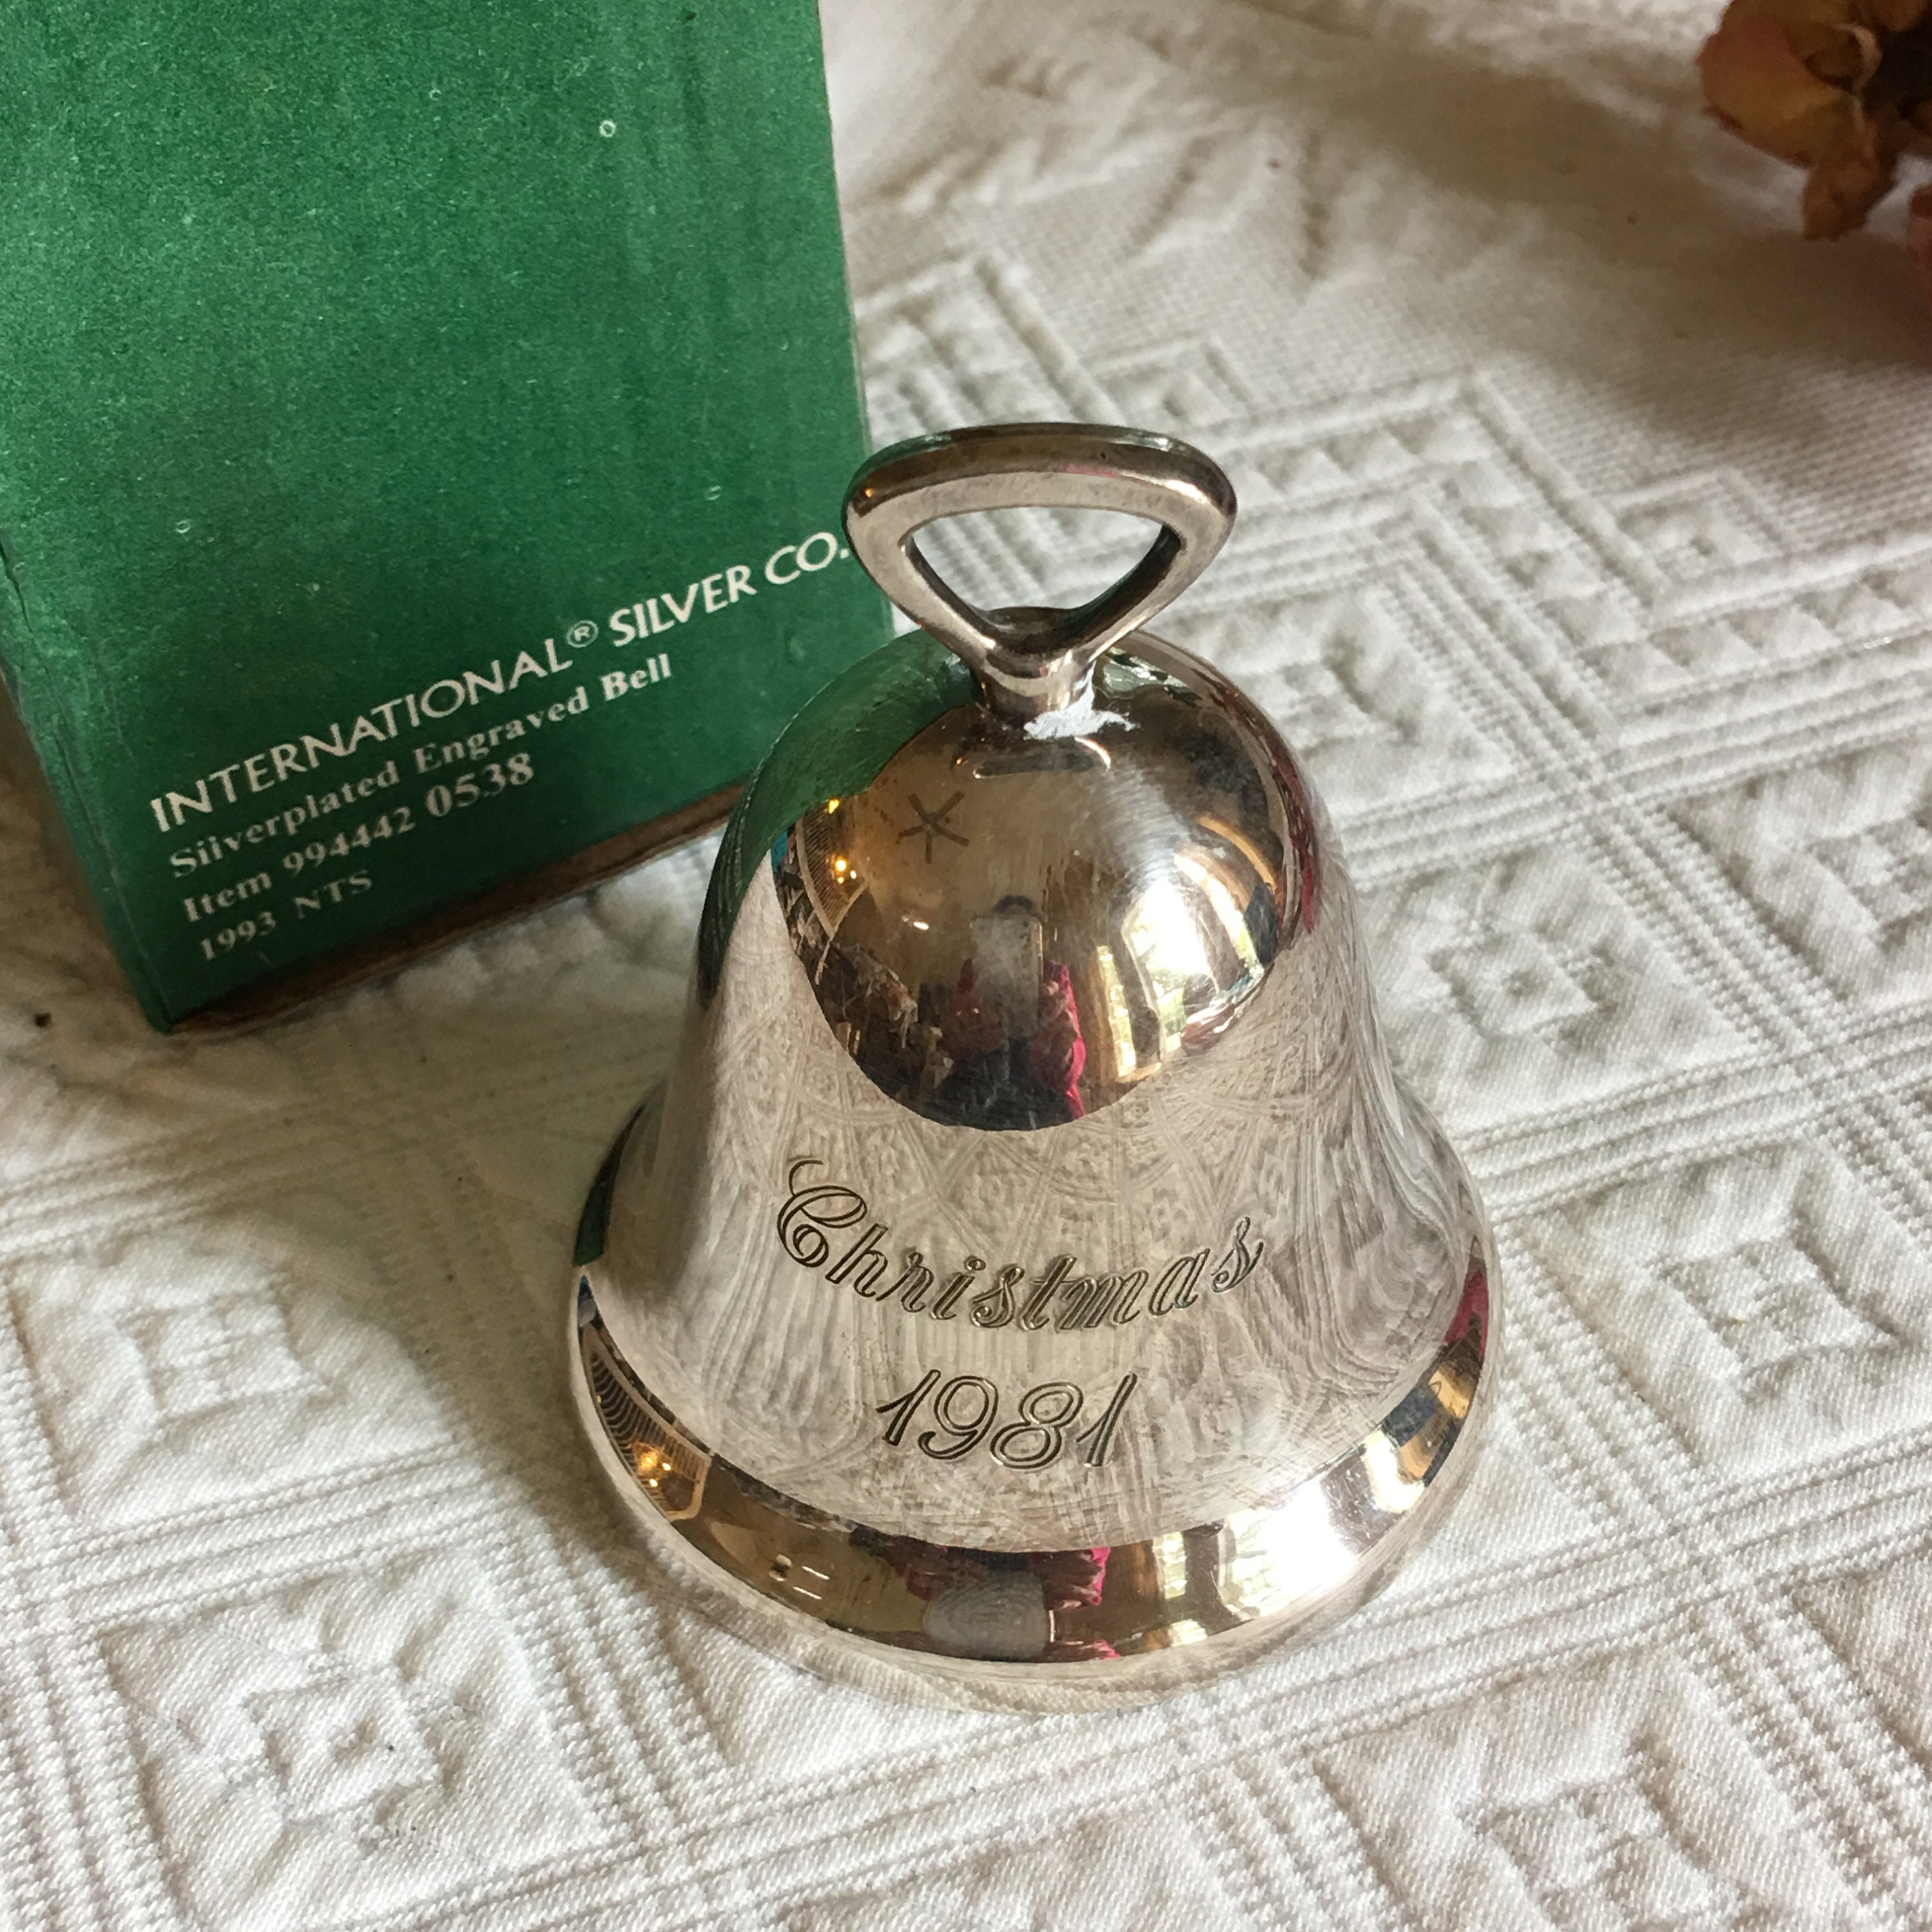 INTERNATIONAL® SILVER CO.
Silverplated Engraved Bell
Item 994442 0538
1993 NTS
Christmas
1981